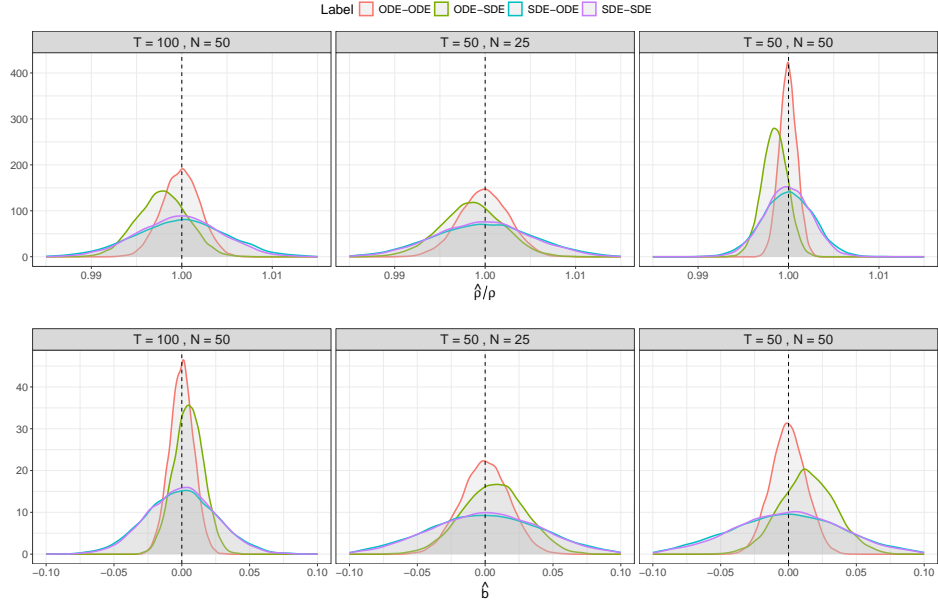 Label ODE−ODE ODE−SDE SDE−ODE SDE−SDE
T = 100 , N = 50 T = 50 , N = 25 T = 50 , N = 50
400
300
200
100
0
0.99 1.00 1.01 0.99 1.00 1.01 0.99 1.00 1.01
ρ̂/ρ
T = 100 , N = 50 T = 50 , N = 25 T = 50 , N = 50
40
30
20
10
0
−0.10 −0.05 0.00 0.05 0.10 −0.10 −0.05 0.00 0.05 0.10 −0.10 −0.05 0.00 0.05 0.10
b̂